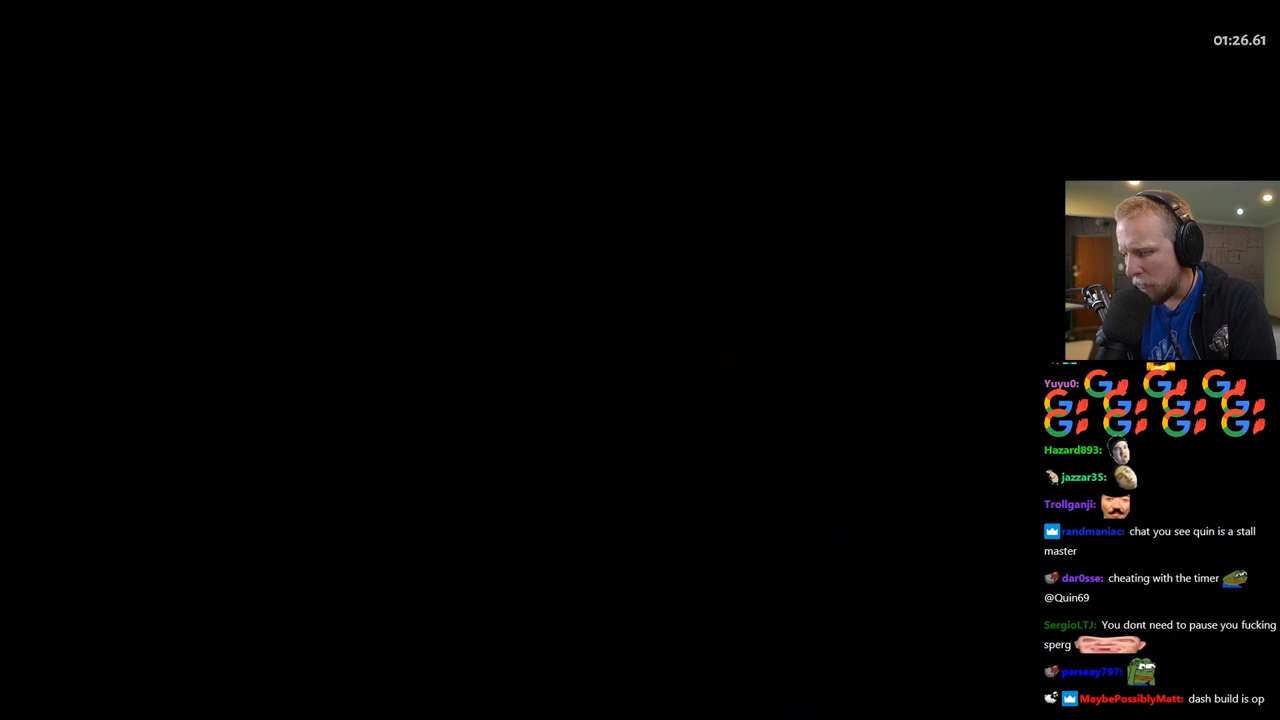 01:26.61
Yuyu0:
Hazard893:
jazzar35:
Trollganji:
randmaniac: chat you see quin is a stall
master
dar0sse: cheating with the timer
@Quin69
SergioLTJ: You dont need to pause you fucking
sperg
parseay797:
MaybePossiblyMatt: dash build is op